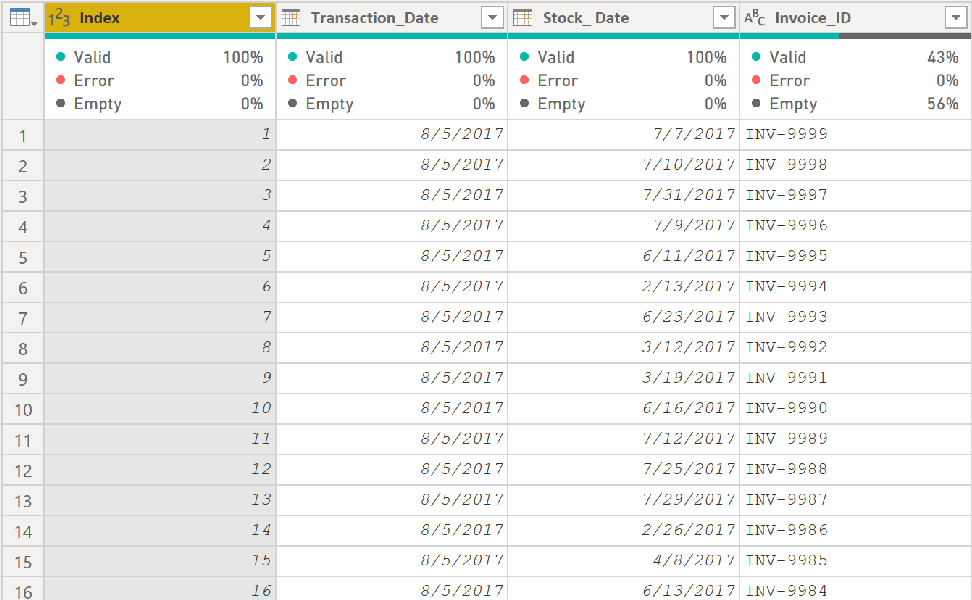 1²3 Index Transaction_Date Stock_ Date ABC Invoice_ID
Valid 100% Valid 100% Valid 100% Valid 43%
Error 0% Error 0% Error 0% Error 0%
Empty 0% Empty 0% Empty 0% Empty 56%
1 1 8/5/2017 7/7/2017 INV-9999
2 2 8/5/2017 7/10/2017 INV 9998
3 3 8/5/2017 7/31/2017 INV-9997
4 4 8/5/2017 7/9/2017 INV-9996
5 5 8/5/2017 6/11/2017 INV-9995
6 6 8/5/2017 2/13/2017 INV-9994
7 7 8/5/2017 6/23/2017 INV 9993
8 8 8/5/2017 3/12/2017 INV-9992
9 9 8/5/2017 3/19/2017 INV 9991
10 10 8/5/2017 6/16/2017 INV-9990
11 11 8/5/2017 7/12/2017 INV 9989
12 12 8/5/2017 7/25/2017 INV-9988
13 13 8/5/2017 7/29/2017 INV-9987
14 14 8/5/2017 2/26/2017 INV-9986
15 15 8/5/2017 4/8/2017 INV-9985
16 16 8/5/2017 6/13/2017 INV-9984